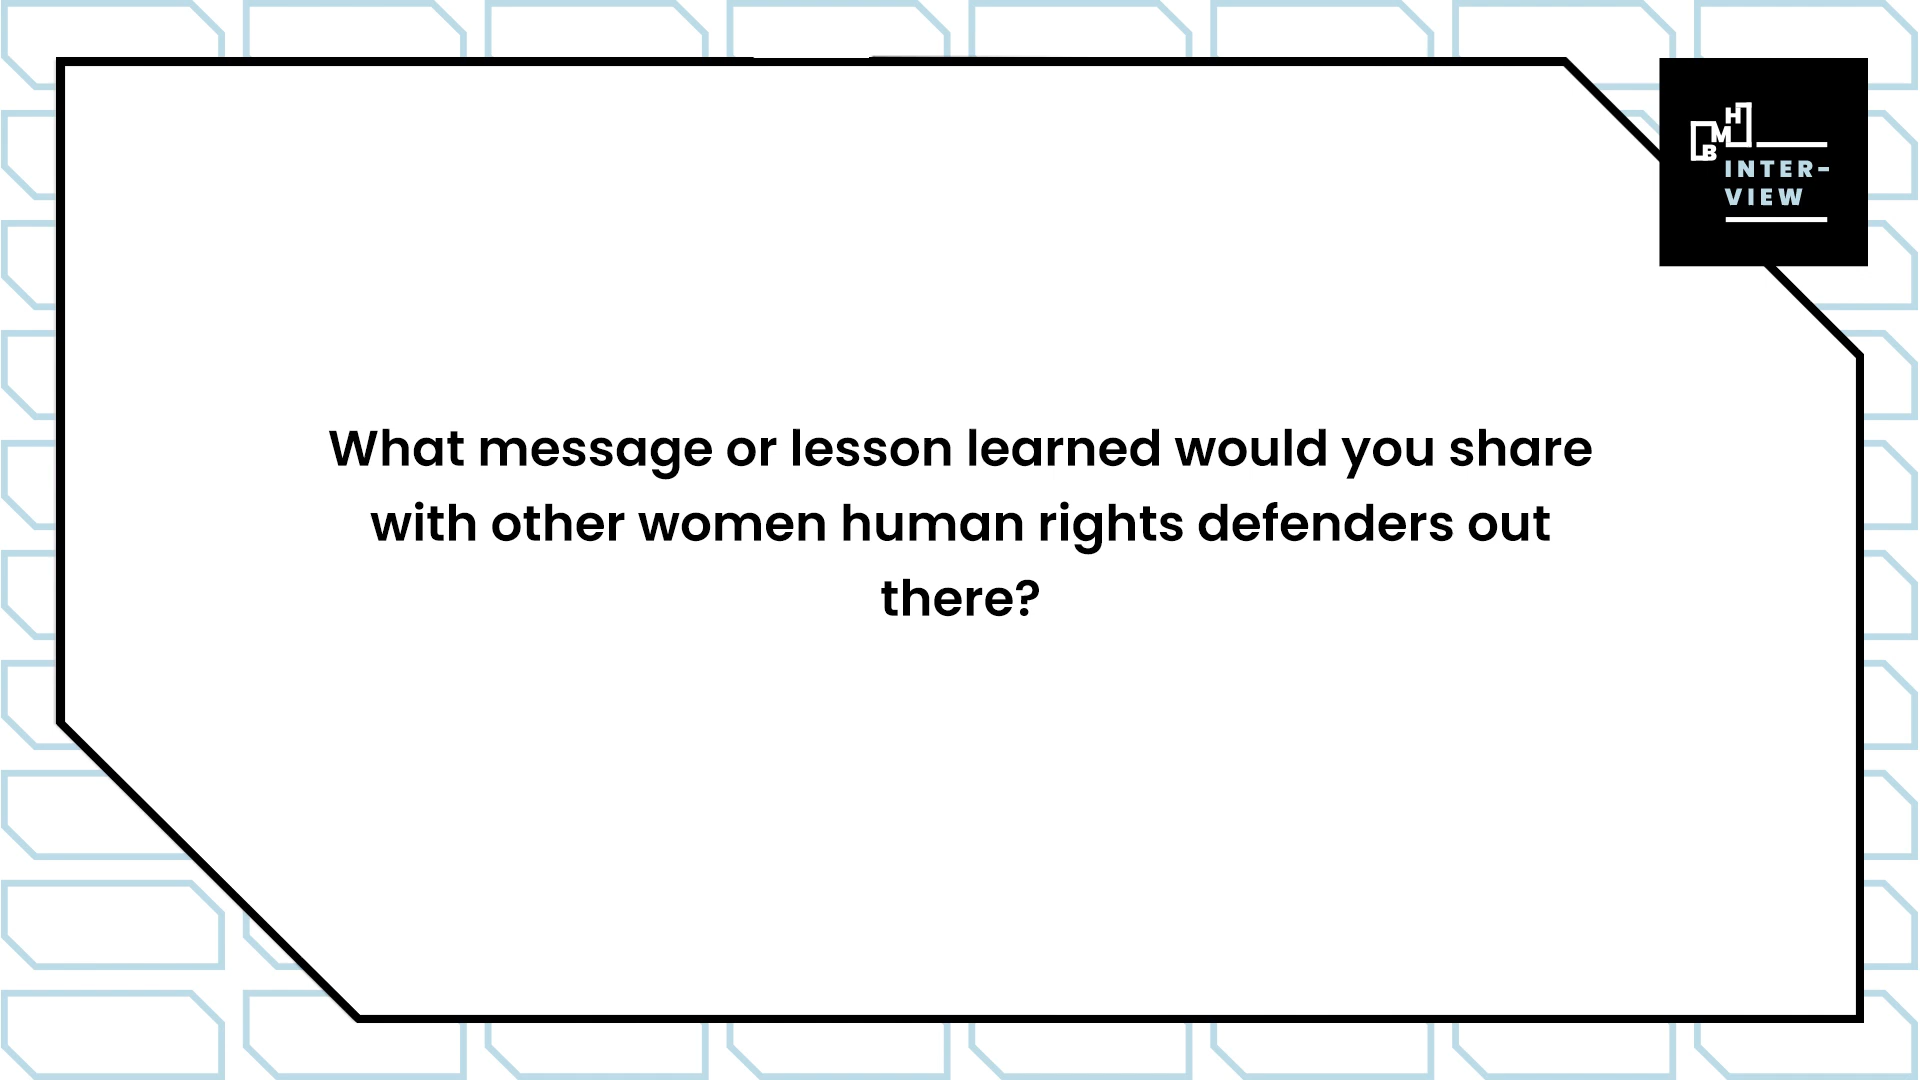 H
M
B
INTER-
VIEW
What message or lesson learned would you share
with other women human rights defenders out
there?